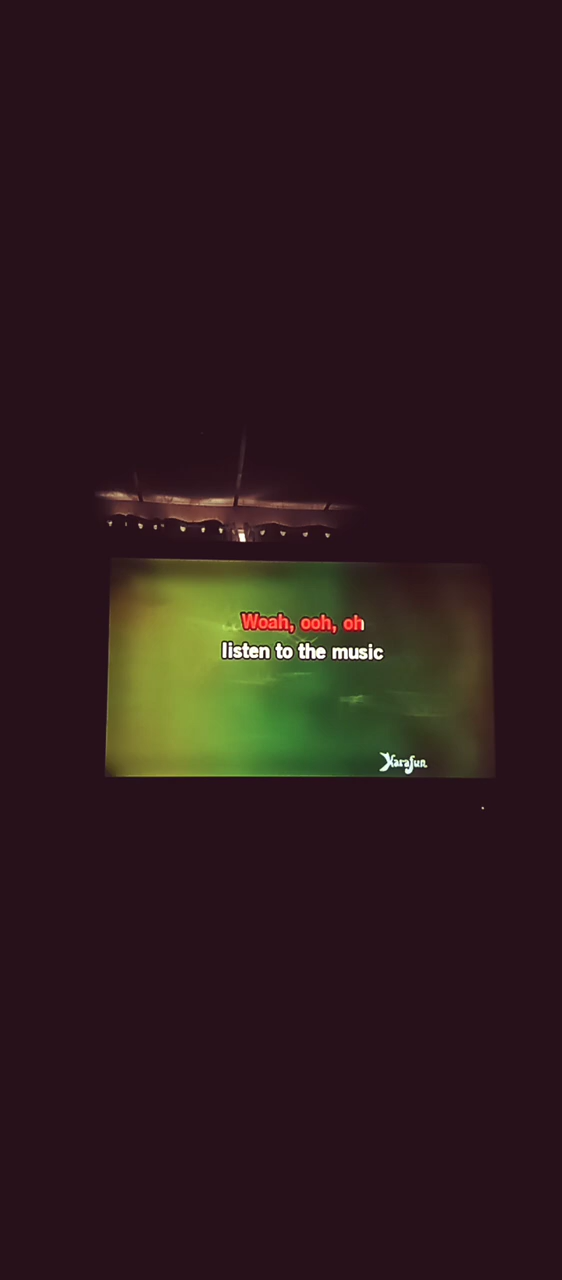 Woah, ooh, oh
listen to the music
Karafun